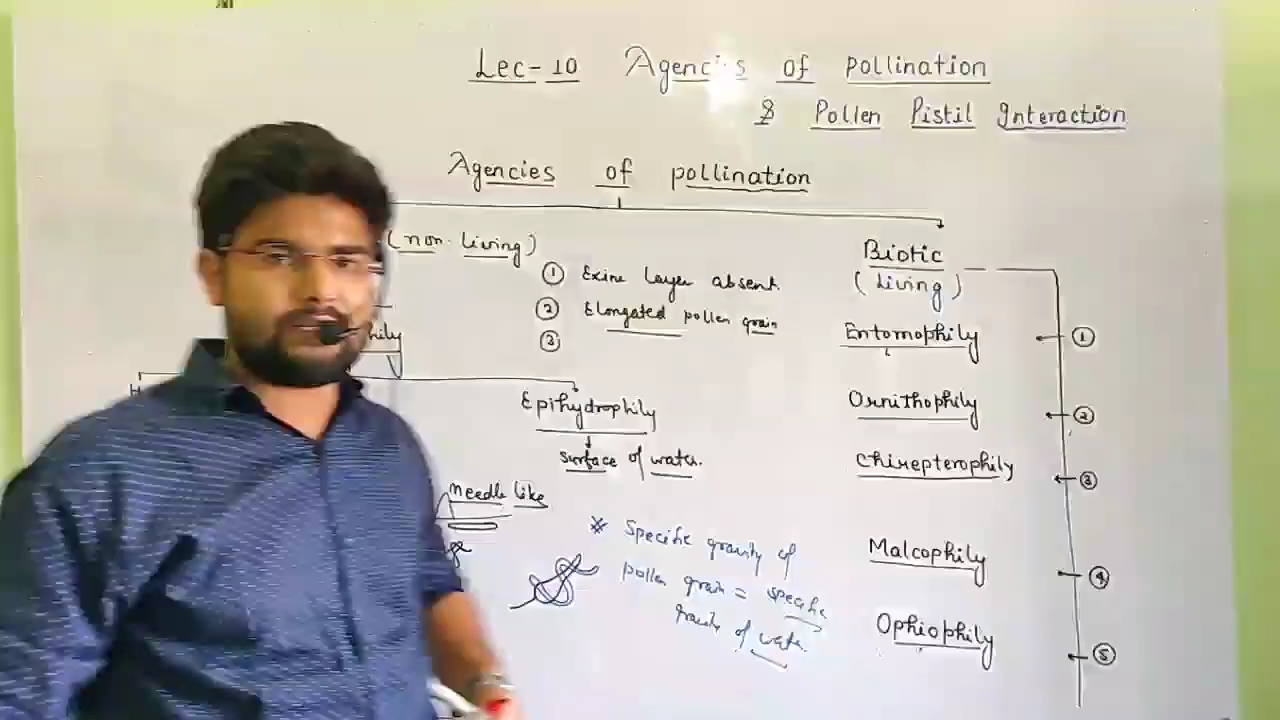 Lec-10 Agencies of pollination
& Pollen Pistil Interaction
Agencies of pollination
(non-living)
① Exine layer absent.
② Elongated pollen grain
③
Biotic
(Living)
Entomophily ①
Ornithophily ②
Chirepterophily ③
Malcophily ④
Ophiophily ⑤
Epihydrophily
surface of water.
needle like
* Specific gravity of
pollen grain = specific
gravity of water.